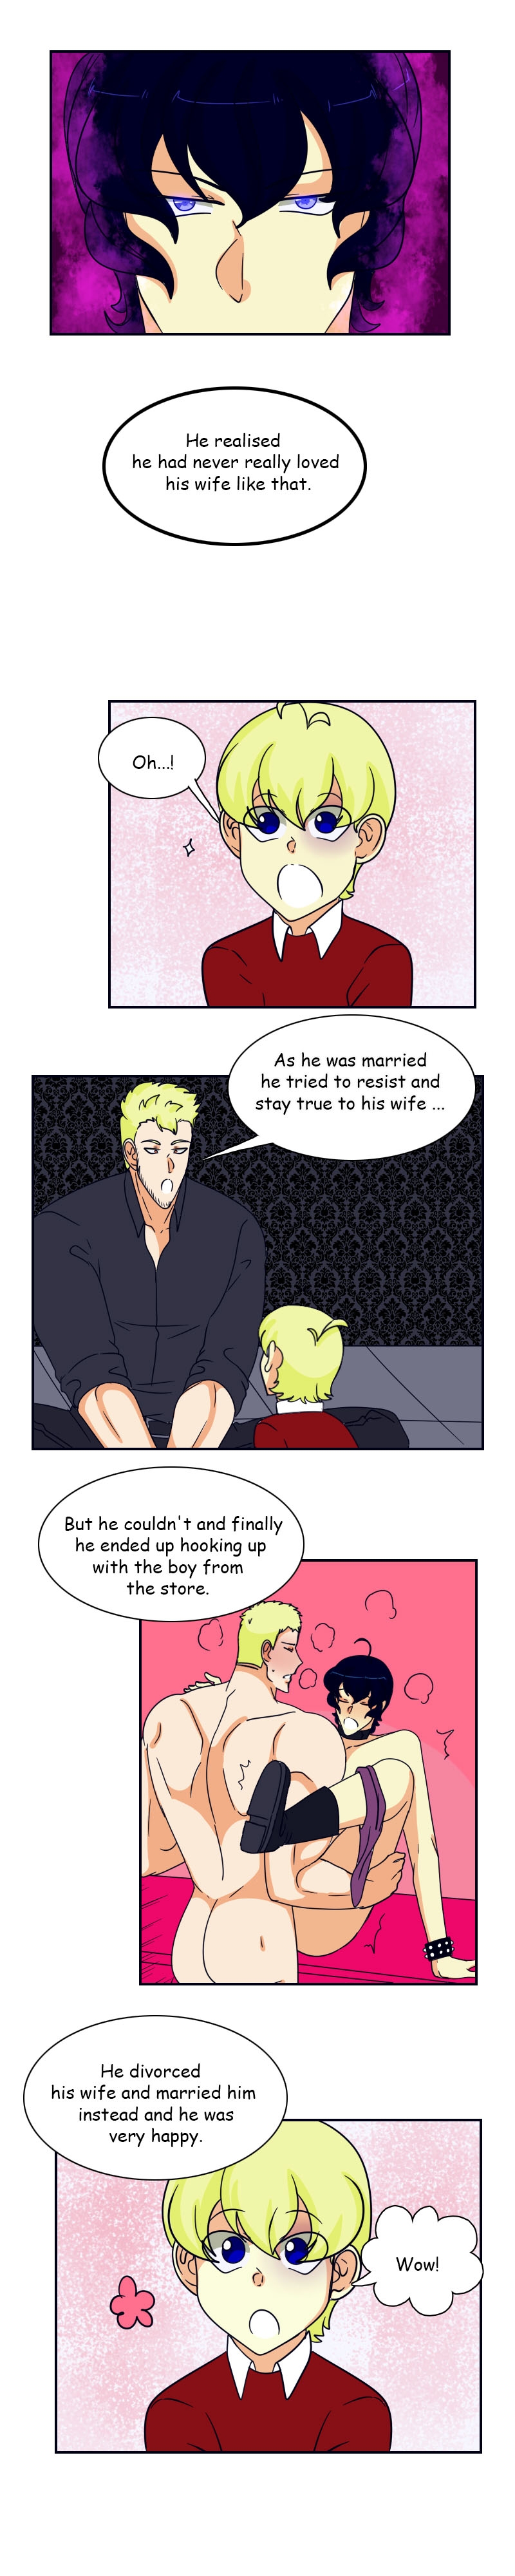 He realised
he had never really loved
his wife like that.
Oh...!
As he was married
he tried to resist and
stay true to his wife ...
But he couldn't and finally
he ended up hooking up
with the boy from
the store.
He divorced
his wife and married him
instead and he was
very happy.
Wow!